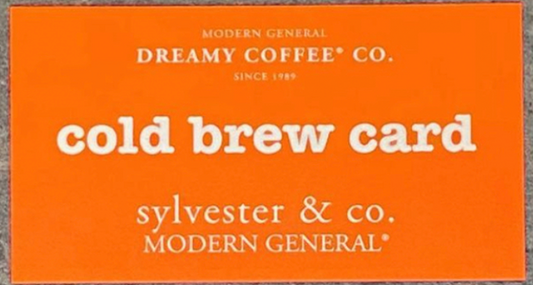 MODERN GENERAL
DREAMY COFFEE® CO.
SINCE 1989
cold brew card
sylvester & co.
MODERN GENERAL®